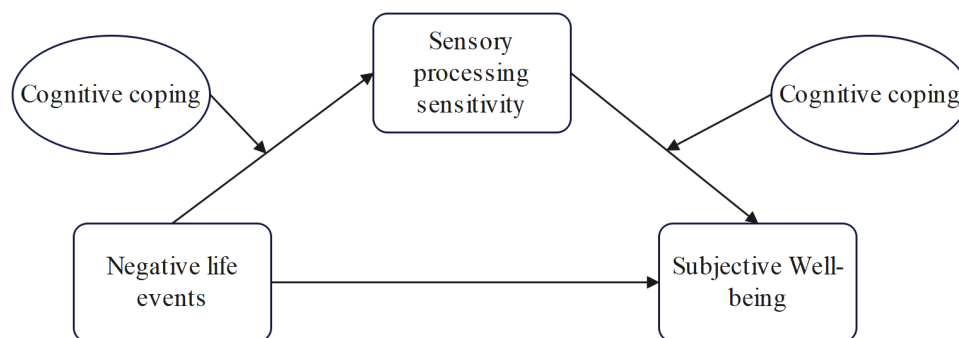 Sensory
processing
sensitivity
Cognitive coping
Cognitive coping
Negative life
events
Subjective Well-
being